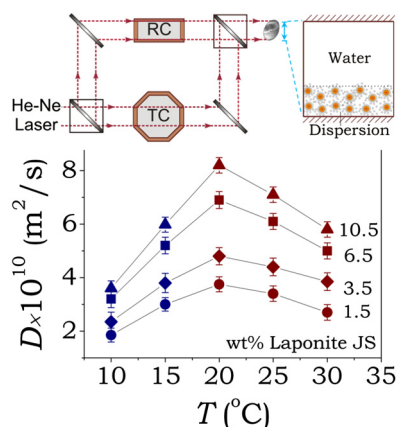 RC
He-Ne
Laser
TC
Water
Dispersion
D×10¹⁰ (m²/s)
8
6
4
2
10.5
6.5
3.5
1.5
wt% Laponite JS
5 10 15 20 25 30 35
T (°C)